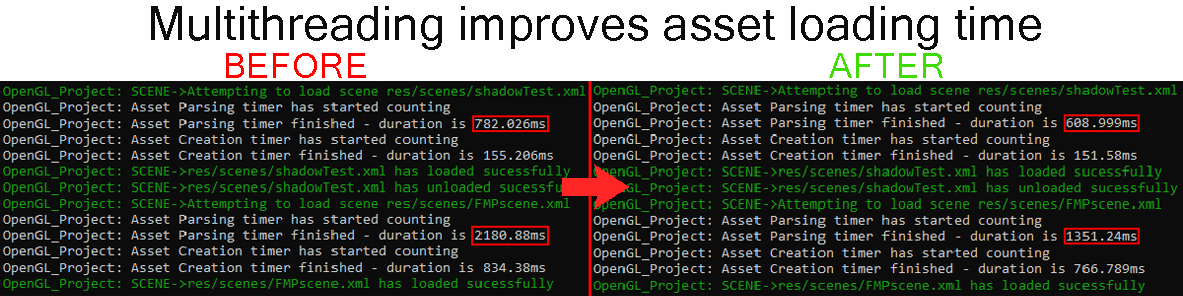 Multithreading improves asset loading time
BEFORE
OpenGL_Project: SCENE->Attempting to load scene res/scenes/shadowTest.xml
OpenGL_Project: Asset Parsing timer has started counting
OpenGL_Project: Asset Parsing timer finished - duration is 782.026ms
OpenGL_Project: Asset Creation timer has started counting
OpenGL_Project: Asset Creation timer finished - duration is 155.206ms
OpenGL_Project: SCENE->res/scenes/shadowTest.xml has loaded sucessfully
OpenGL_Project: SCENE->res/scenes/shadowTest.xml has unloaded sucessfu
OpenGL_Project: SCENE->Attempting to load scene res/scenes/FMPscene.xml
OpenGL_Project: Asset Parsing timer has started counting
OpenGL_Project: Asset Parsing timer finished - duration is 2180.88ms
OpenGL_Project: Asset Creation timer has started counting
OpenGL_Project: Asset Creation timer finished - duration is 834.38ms
OpenGL_Project: SCENE->res/scenes/FMPscene.xml has loaded sucessfully
AFTER
OpenGL_Project: SCENE->Attempting to load scene res/scenes/shadowTest.xml
OpenGL_Project: Asset Parsing timer has started counting
OpenGL_Project: Asset Parsing timer finished - duration is 608.999ms
OpenGL_Project: Asset Creation timer has started counting
OpenGL_Project: Asset Creation timer finished - duration is 151.58ms
OpenGL_Project: SCENE->res/scenes/shadowTest.xml has loaded sucessfully
OpenGL_Project: SCENE->res/scenes/shadowTest.xml has unloaded sucessfully
OpenGL_Project: SCENE->Attempting to load scene res/scenes/FMPscene.xml
OpenGL_Project: Asset Parsing timer has started counting
OpenGL_Project: Asset Parsing timer finished - duration is 1351.24ms
OpenGL_Project: Asset Creation timer has started counting
OpenGL_Project: Asset Creation timer finished - duration is 766.789ms
OpenGL_Project: SCENE->res/scenes/FMPscene.xml has loaded sucessfully